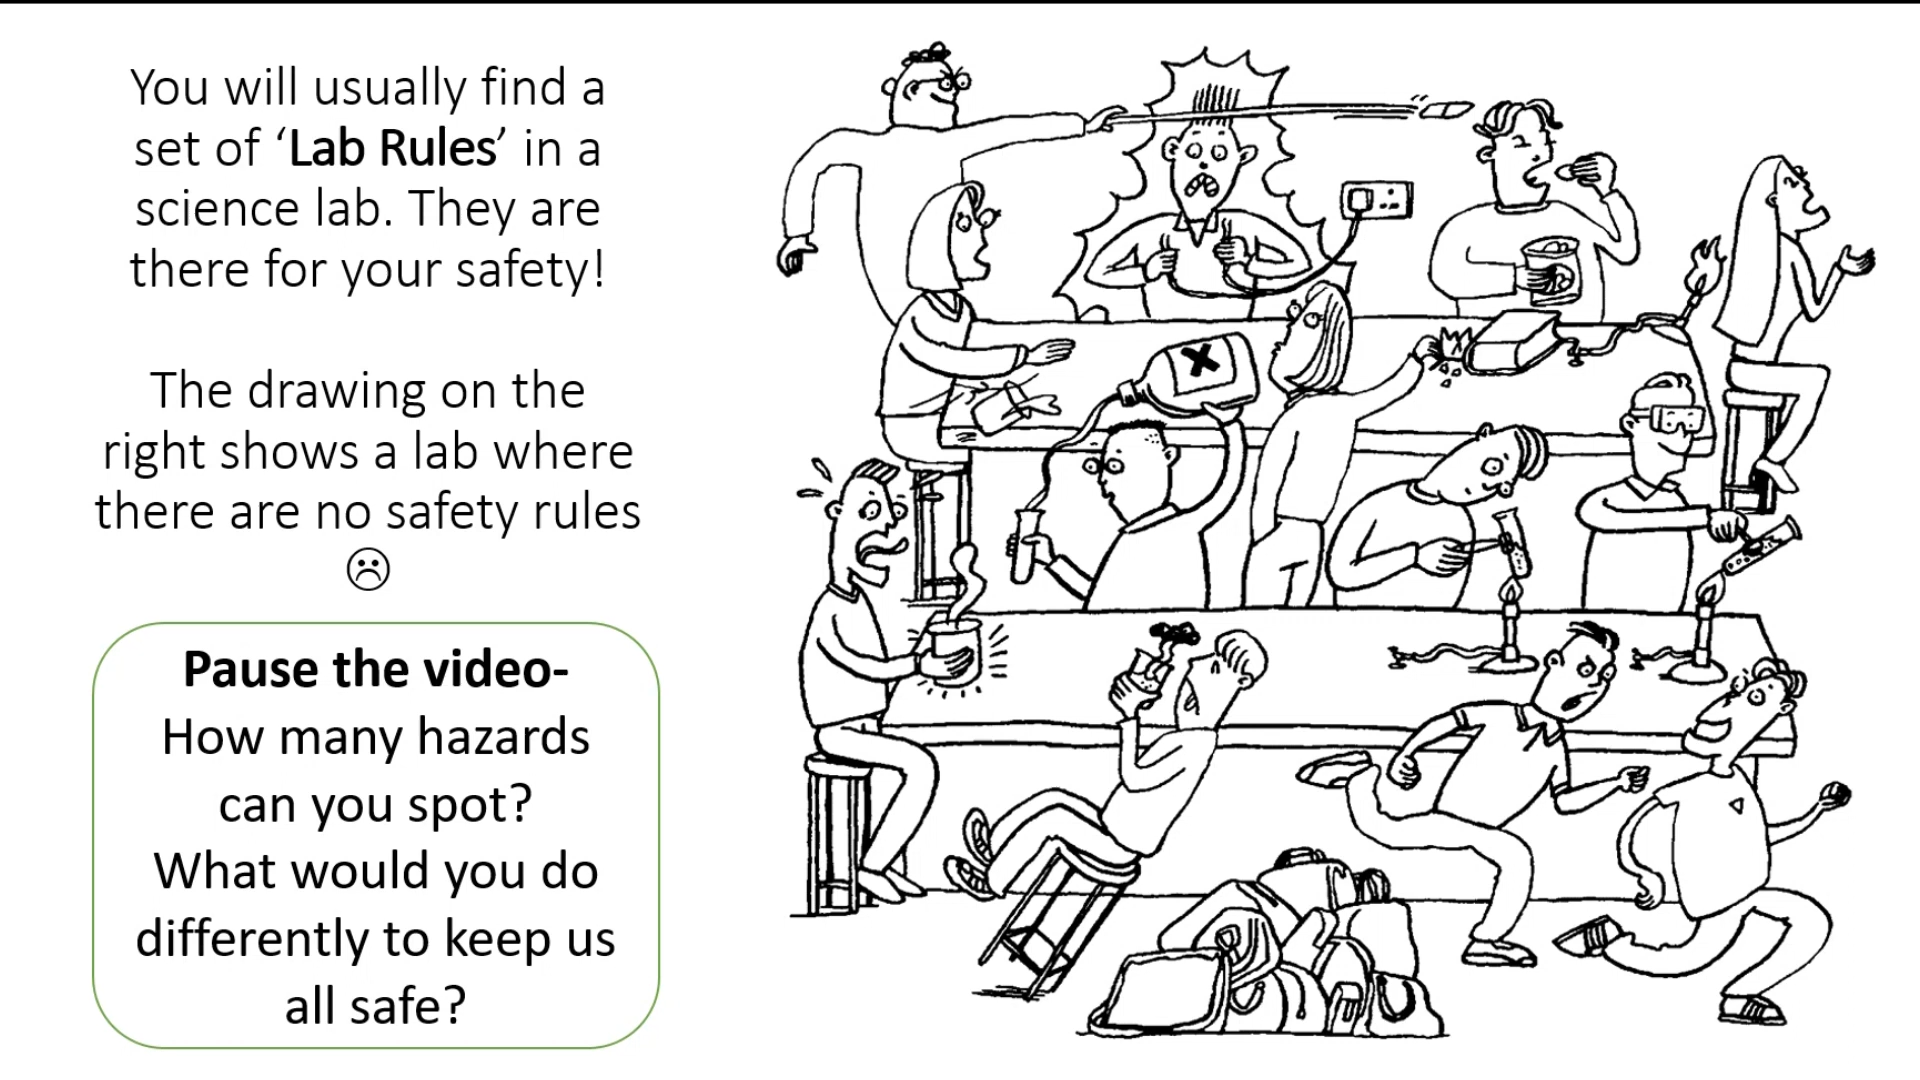 You will usually find a
set of ‘Lab Rules’ in a
science lab. They are
there for your safety!
The drawing on the
right shows a lab where
there are no safety rules
☹
Pause the video-
How many hazards
can you spot?
What would you do
differently to keep us
all safe?